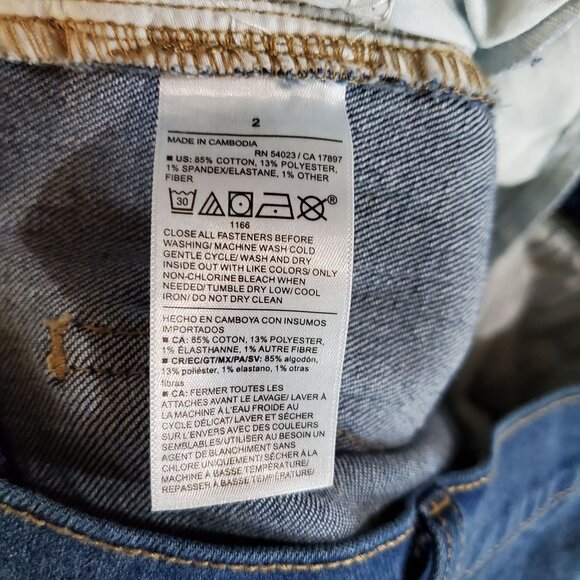 2
MADE IN CAMBODIA
RN 54023 / CA 17897
■ US: 85% COTTON, 13% POLYESTER,
1% SPANDEX/ELASTANE, 1% OTHER
FIBER
30
®
1166
CLOSE ALL FASTENERS BEFORE
WASHING/ MACHINE WASH COLD
GENTLE CYCLE/ WASH AND DRY
INSIDE OUT WITH LIKE COLORS/ ONLY
NON-CHLORINE BLEACH WHEN
NEEDED/TUMBLE DRY LOW/ COOL
IRON/ DO NOT DRY CLEAN
HECHO EN CAMBOYA CON INSUMOS
IMPORTADOS
■ CA: 85% COTON, 13% POLYESTER,
1% ÉLASTHANNE, 1% AUTRE FIBRE
■ CR/EC/GT/MX/PA/SV: 85% algodón,
13% poliéster, 1% elastano, 1% otras
fibras
■ CA: FERMER TOUTES LES
ATTACHES AVANT LE LAVAGE/ LAVER À
LA MACHINE À L'EAU FROIDE AU
CYCLE DÉLICAT/ LAVER ET SÉCHER
SUR L'ENVERS AVEC DES COULEURS
SEMBLABLES/ UTILISER AU BESOIN UN
AGENT DE BLANCHIMENT SANS
CHLORE UNIQUEMENT/ SÉCHER À LA
MACHINE À BASSE TEMPÉRATURE/
REPASSER À BASSE TEMPÉRATURE/